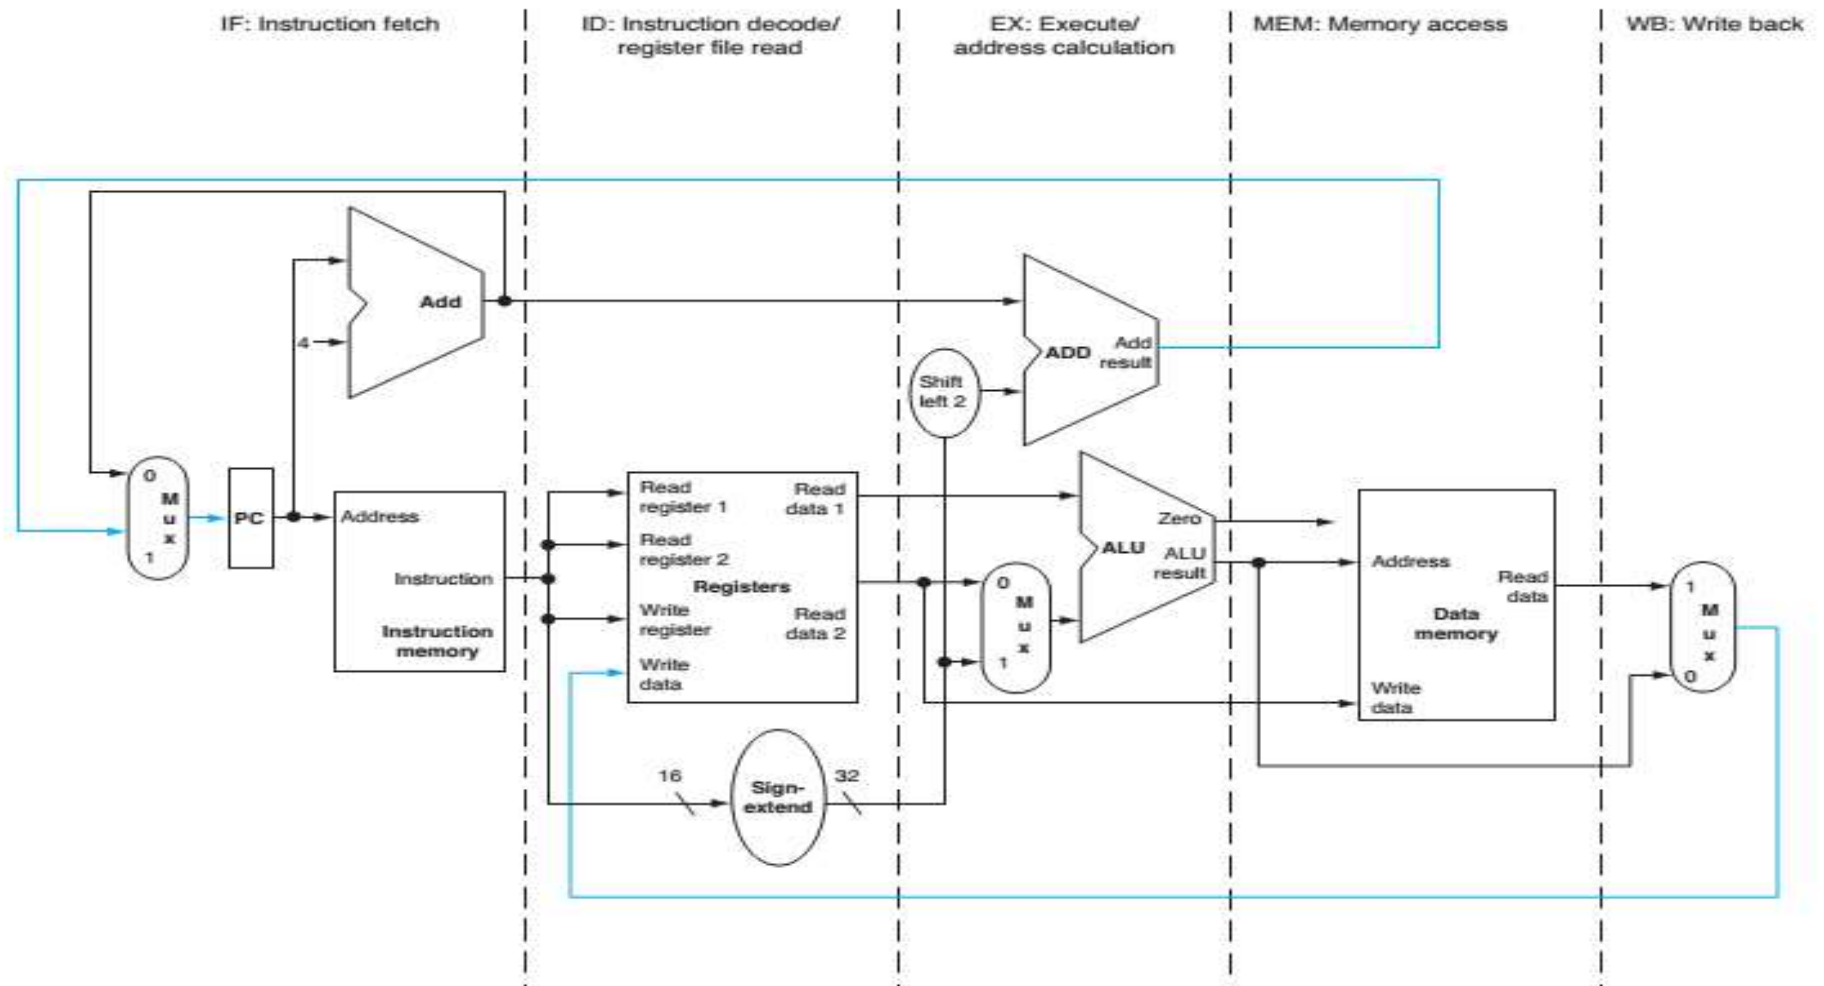 IF: Instruction fetch
ID: Instruction decode/
register file read
EX: Execute/
address calculation
MEM: Memory access
WB: Write back
Add
4
ADD
Add
result
Shift
left 2
0
M
u
x
1
PC
Address
Instruction
Instruction
memory
Read
register 1
Read
data 1
Read
register 2
Registers
Write
register
Read
data 2
Write
data
0
M
u
x
1
Zero
ALU
ALU
result
Address
Read
data
Data
memory
Write
data
1
M
u
x
0
16
Sign-
extend
32